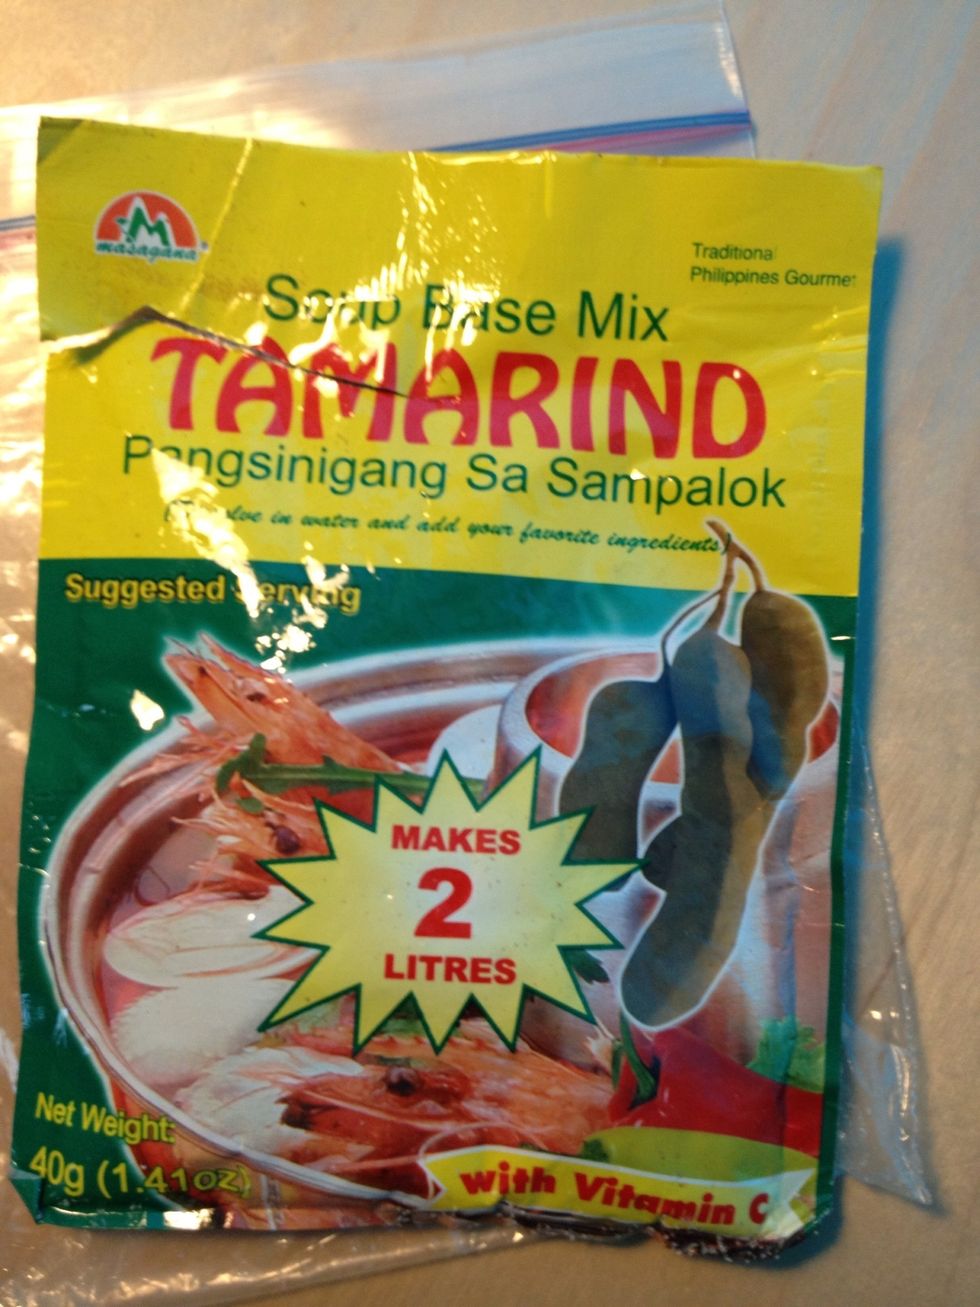 masagana
Traditional
Philippines Gourmet
Soup Base Mix
TAMARIND
Pangsinigang Sa Sampalok
in water and add your favorite ingredients)
Suggested Serving
MAKES
2
LITRES
Net Weight:
40g (1.41oz)
with Vitamin C